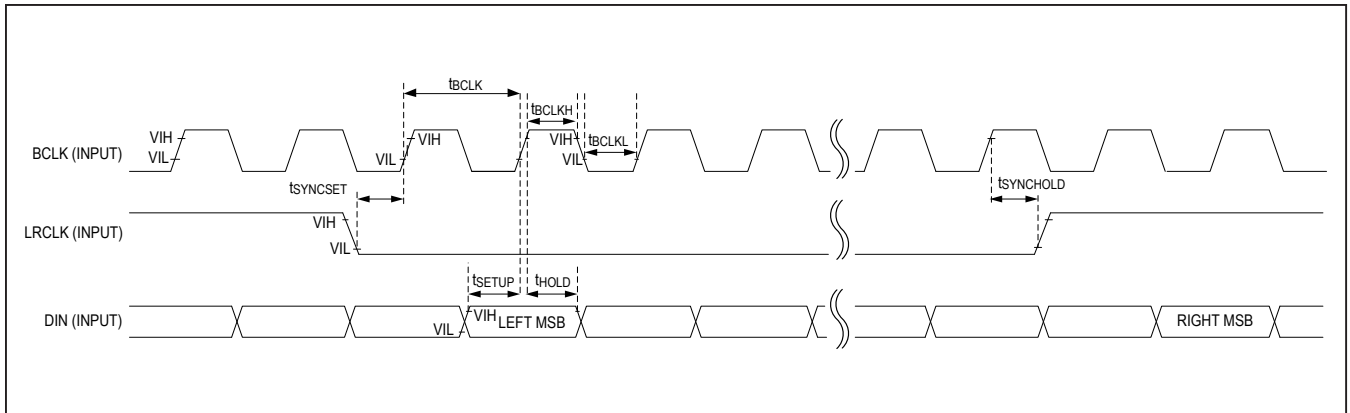 tBCLK
tBCLKH
tBCLKL
BCLK (INPUT)
VIH
VIL
VIH
VIL
VIH
VIL
tSYNCSET
tSYNCHOLD
LRCLK (INPUT)
VIH
VIL
tSETUP
tHOLD
DIN (INPUT)
VIH
VIL
LEFT MSB
RIGHT MSB